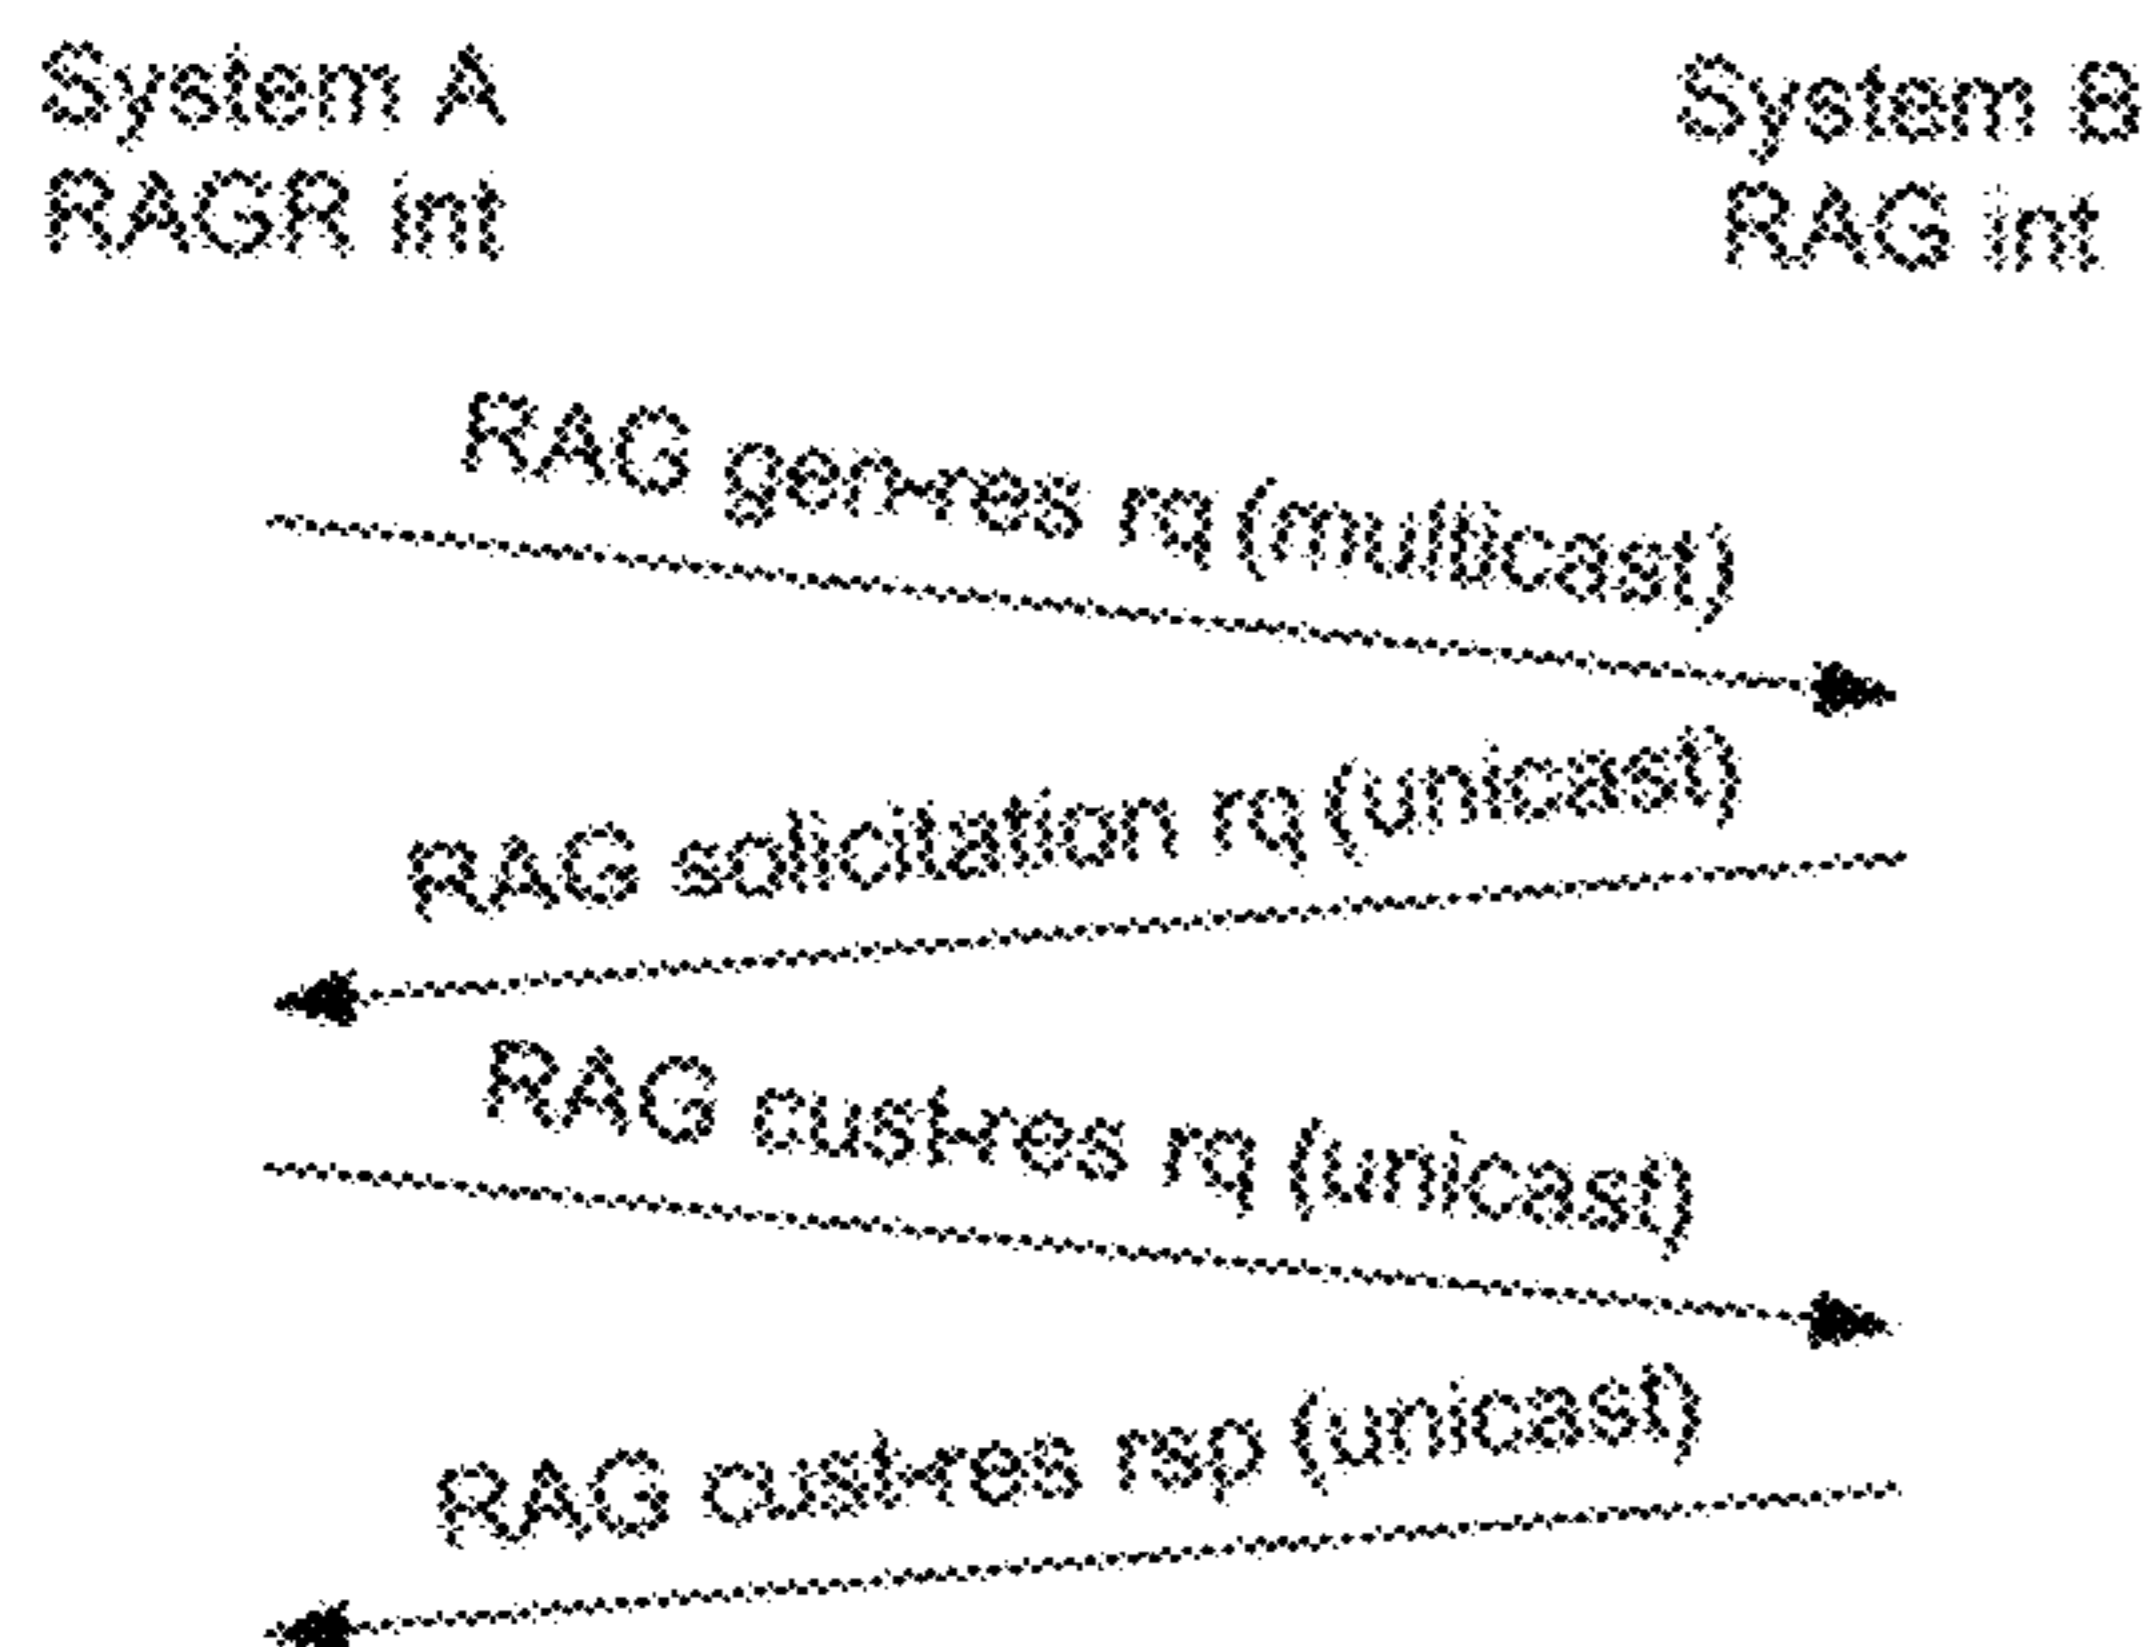 System A
RAGR int
System B
RAG int
RAG gen-res rq (multicast)
RAG solicitation rq (unicast)
RAG cust-res rq (unicast)
RAG cust-res rsp (unicast)